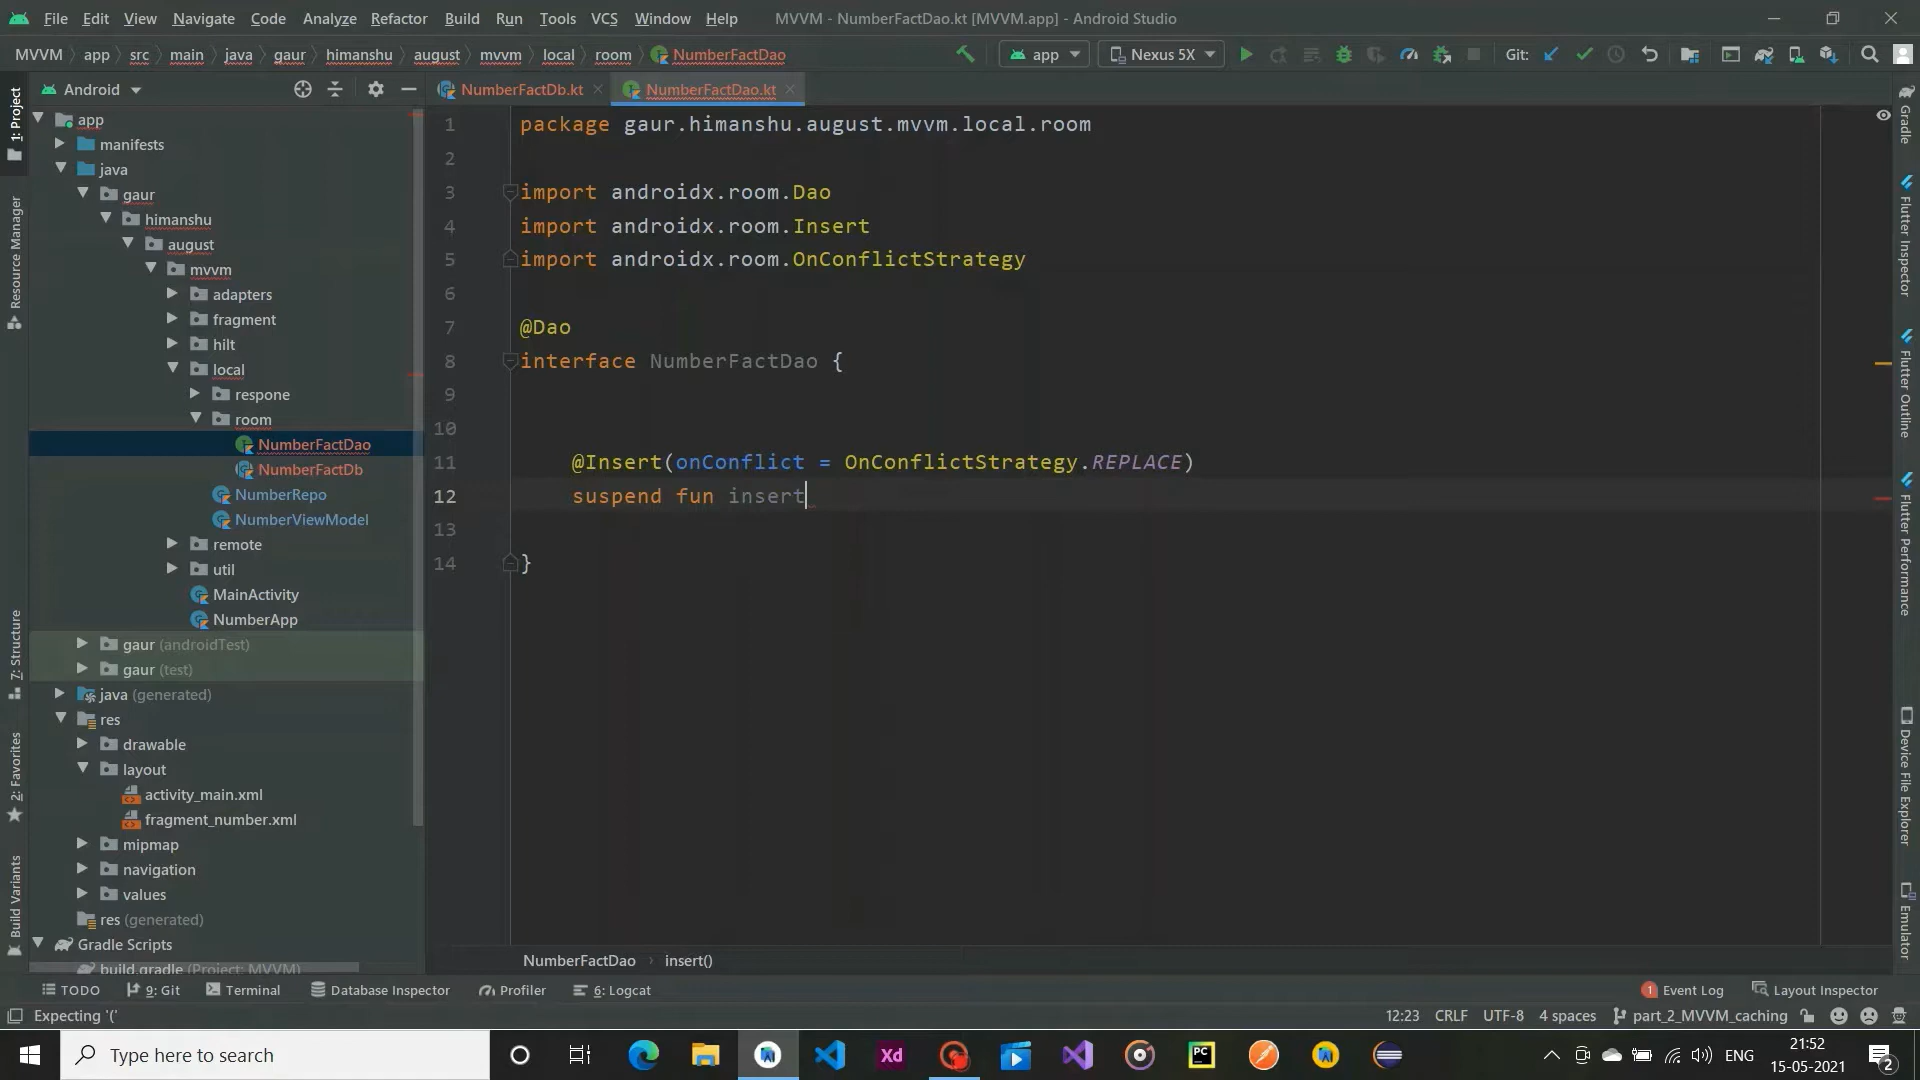 File Edit View Navigate Code Analyze Refactor Build Run Tools VCS Window Help MVVM - NumberFactDao.kt [MVVM.app] - Android Studio
MVVM app src main java gaur himanshu august mvvm local room NumberFactDao app Nexus 5X Git:
Android NumberFactDb.kt NumberFactDao.kt
1: Project
Resource Manager
7: Structure
2: Favorites
Build Variants
app
manifests
java
gaur
himanshu
august
mvvm
adapters
fragment
hilt
local
respone
room
NumberFactDao
NumberFactDb
NumberRepo
NumberViewModel
remote
util
MainActivity
NumberApp
gaur (androidTest)
gaur (test)
java (generated)
res
drawable
layout
activity_main.xml
fragment_number.xml
mipmap
navigation
values
res (generated)
Gradle Scripts
build.gradle (Project: MVVM)
1 package gaur.himanshu.august.mvvm.local.room
2
3 import androidx.room.Dao
4 import androidx.room.Insert
5 import androidx.room.OnConflictStrategy
6
7 @Dao
8 interface NumberFactDao {
9
10
11 @Insert(onConflict = OnConflictStrategy.REPLACE)
12 suspend fun insert
13
14 }
Gradle
Flutter Inspector
Flutter Outline
Flutter Performance
Device File Explorer
Emulator
NumberFactDao insert()
TODO 9: Git Terminal Database Inspector Profiler 6: Logcat 1 Event Log Layout Inspector
Expecting '(' 12:23 CRLF UTF-8 4 spaces part_2_MVVM_caching
Type here to search Xd PC ENG 21:52
15-05-2021 2